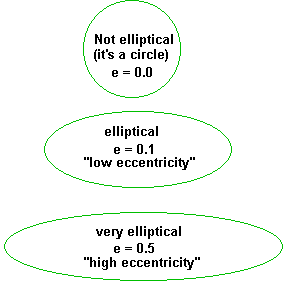 Not elliptical
(it's a circle)
e = 0.0
elliptical
e = 0.1
"low eccentricity"
very elliptical
e = 0.5
"high eccentricity"